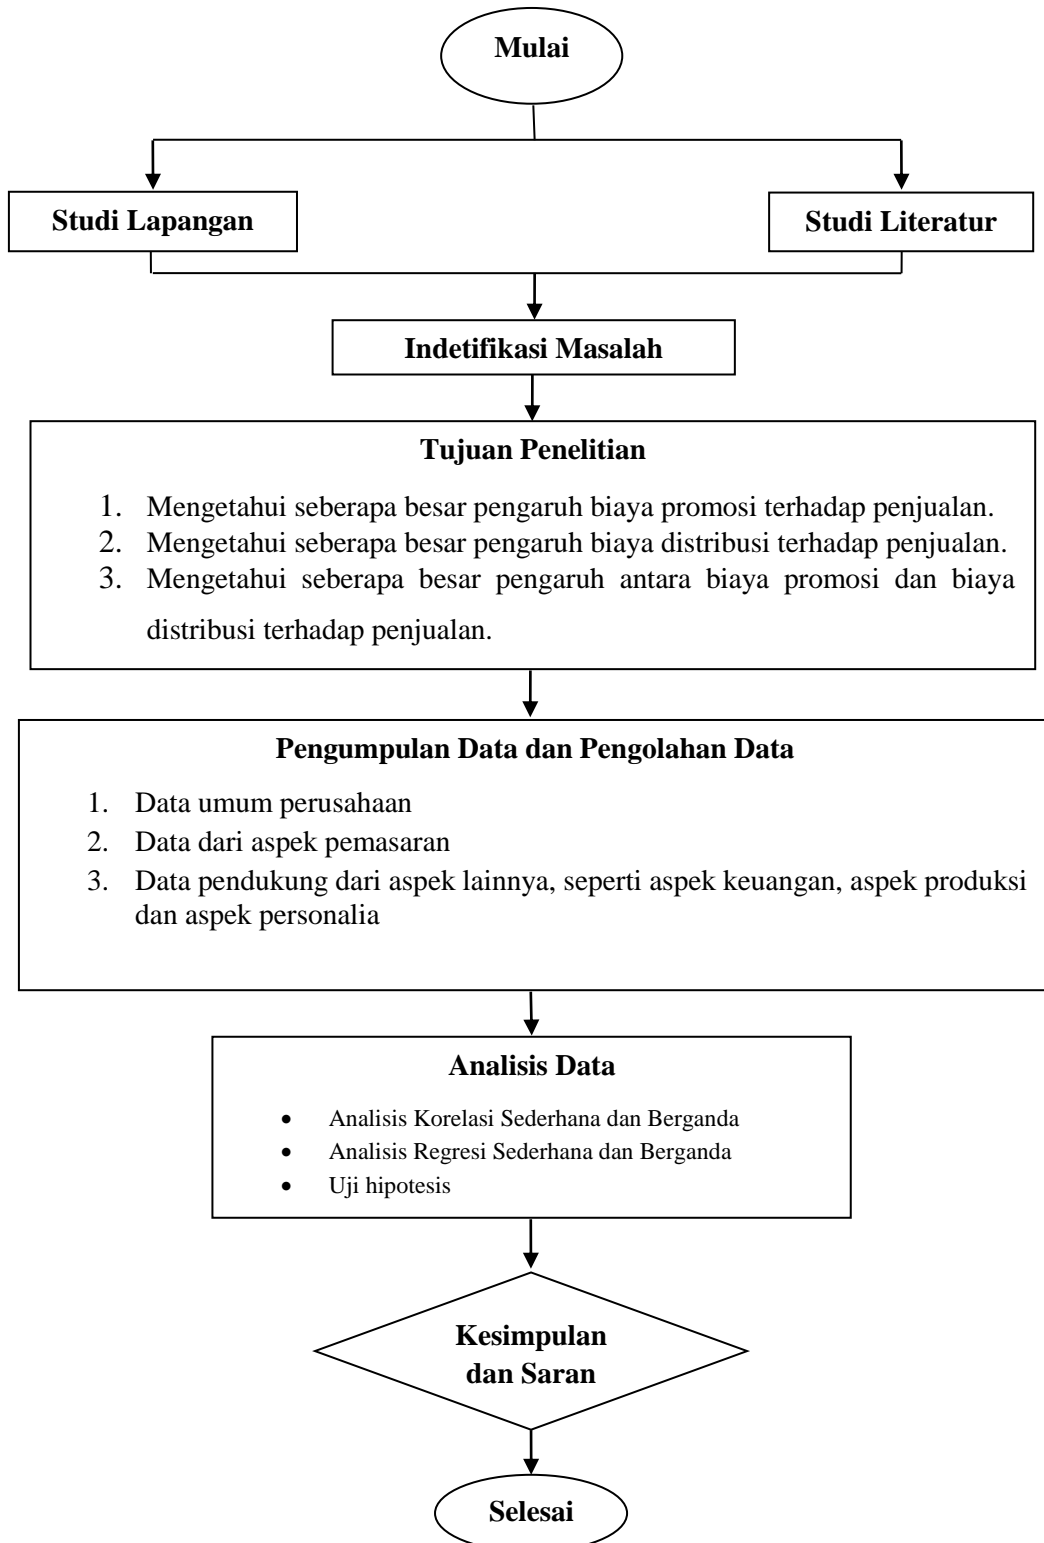 Mulai
Studi Lapangan
Studi Literatur
Indetifikasi Masalah
Tujuan Penelitian
1. Mengetahui seberapa besar pengaruh biaya promosi terhadap penjualan.
2. Mengetahui seberapa besar pengaruh biaya distribusi terhadap penjualan.
3. Mengetahui seberapa besar pengaruh antara biaya promosi dan biaya
distribusi terhadap penjualan.
Pengumpulan Data dan Pengolahan Data
1. Data umum perusahaan
2. Data dari aspek pemasaran
3. Data pendukung dari aspek lainnya, seperti aspek keuangan, aspek produksi
dan aspek personalia
Analisis Data
• Analisis Korelasi Sederhana dan Berganda
• Analisis Regresi Sederhana dan Berganda
• Uji hipotesis
Kesimpulan
dan Saran
Selesai